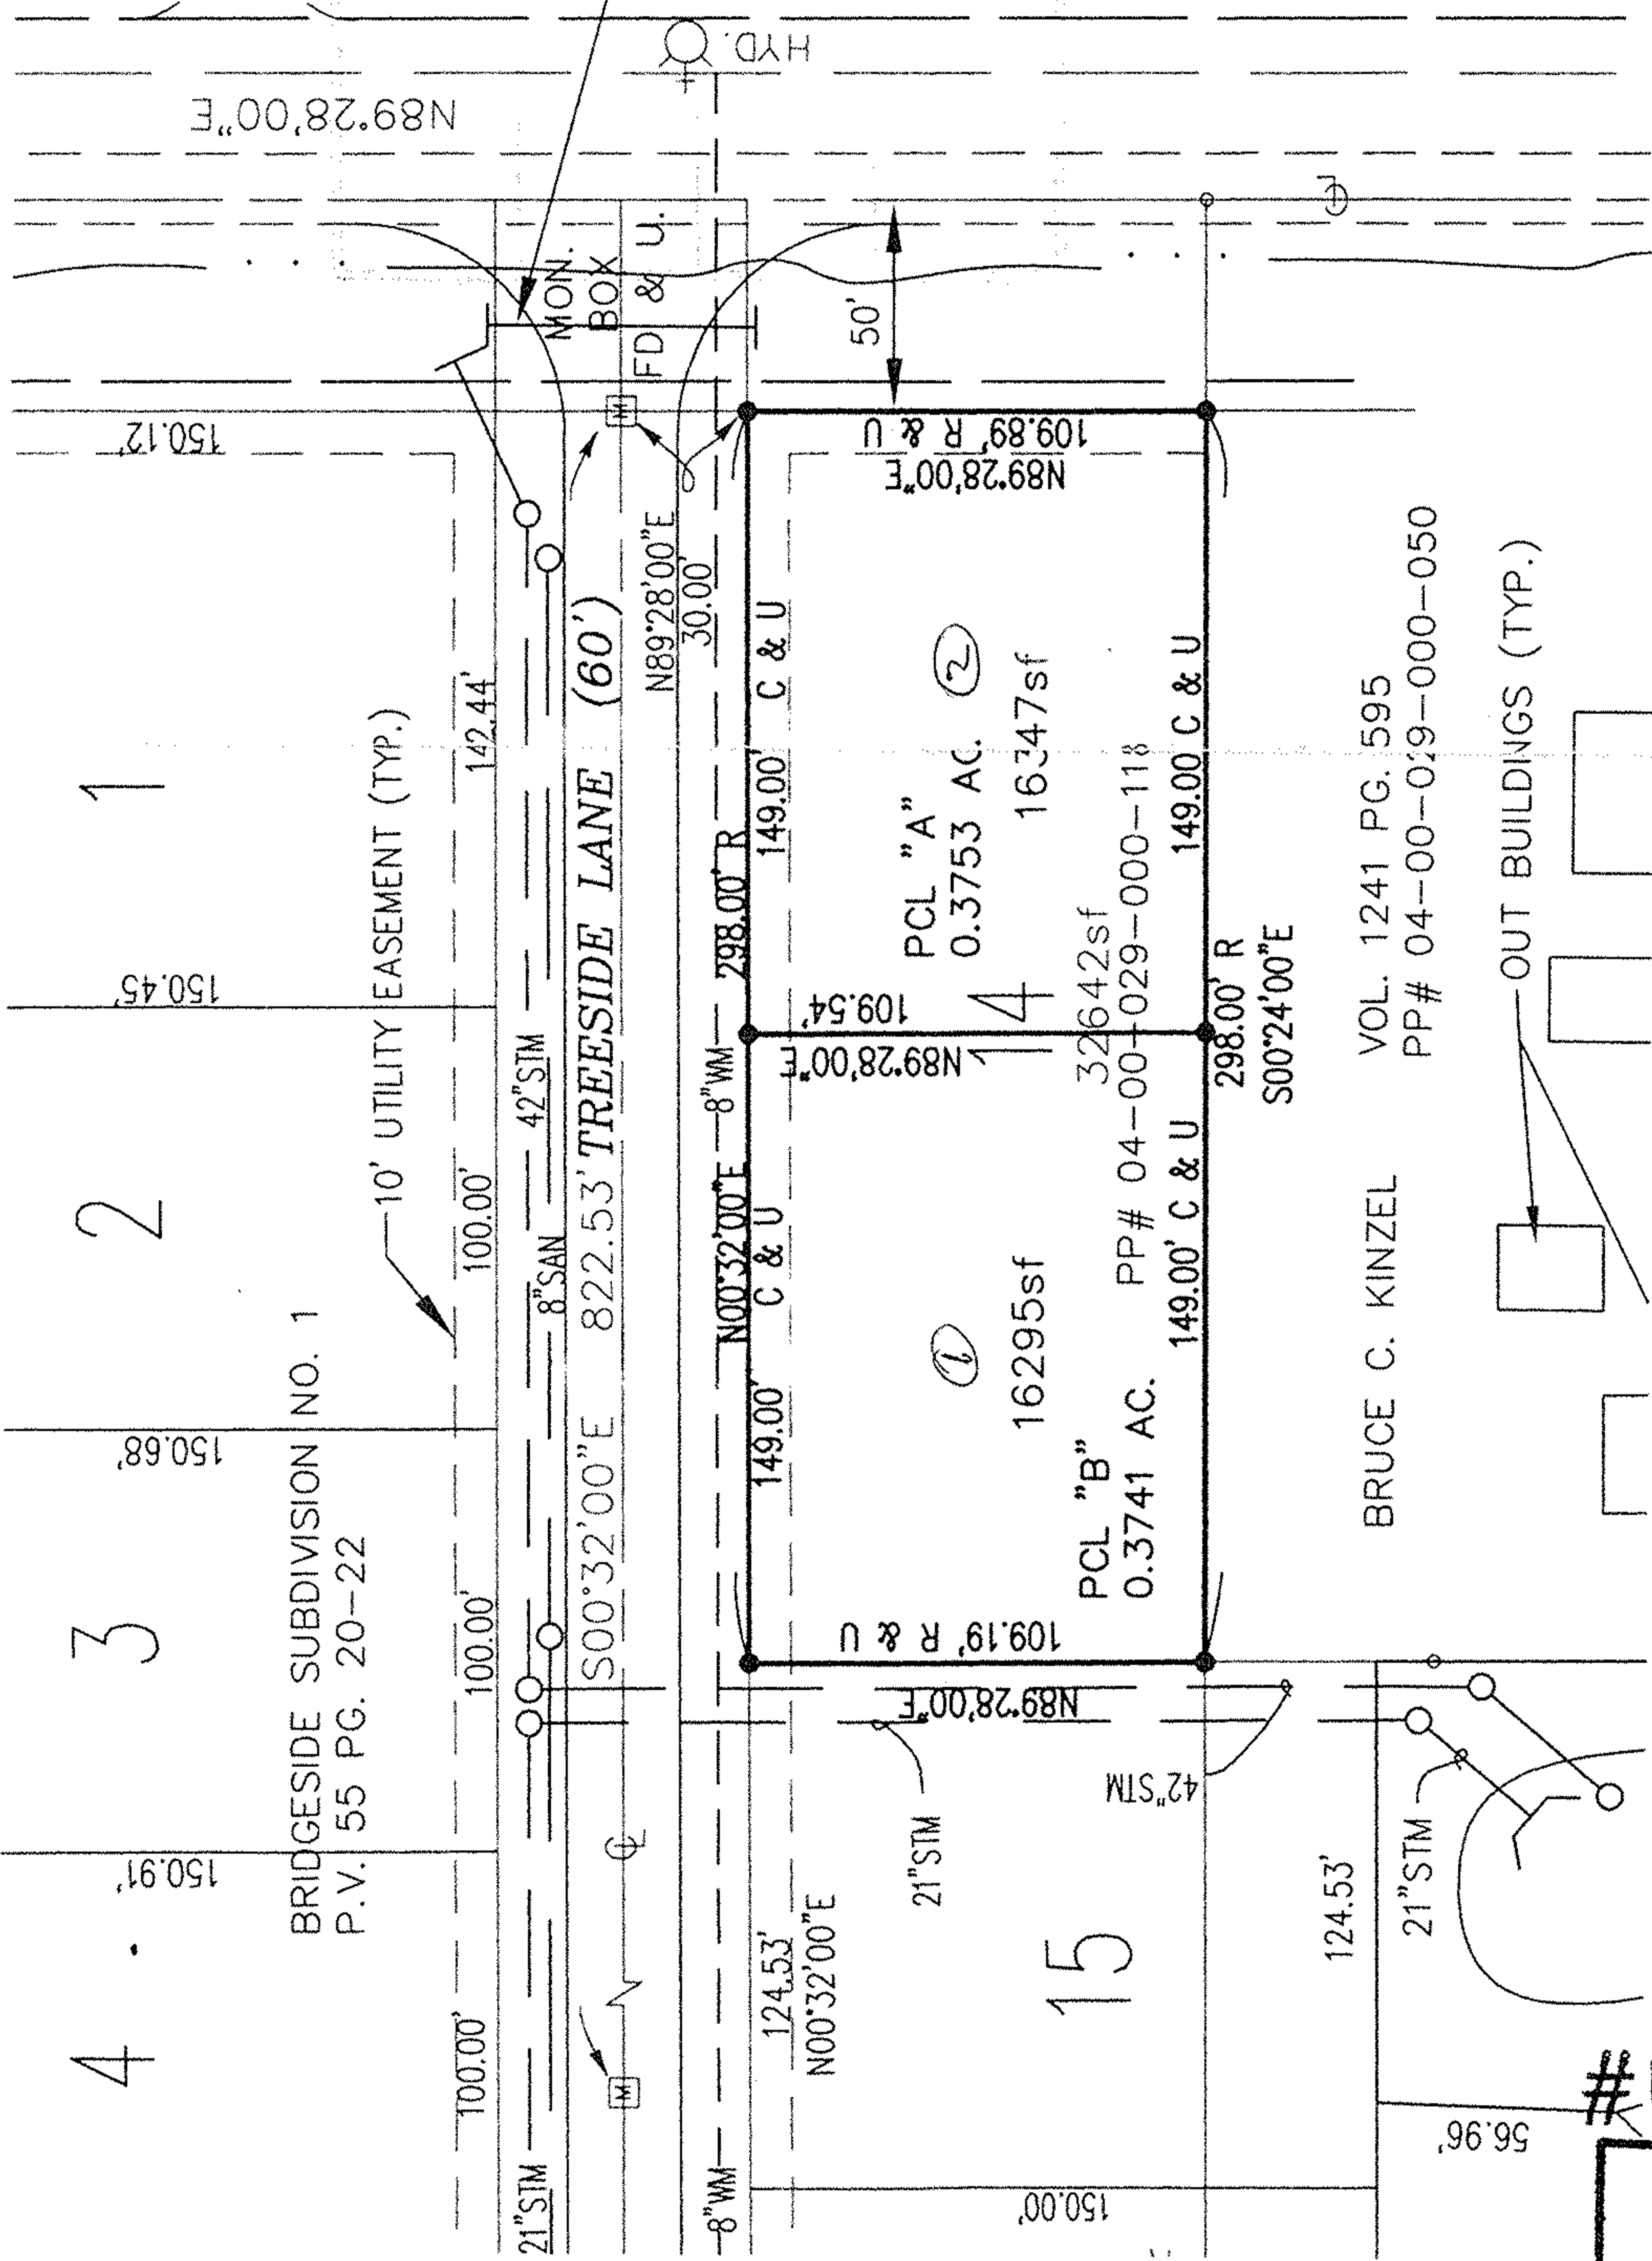 HYD.
N89°28'00"E
MON.
BOX
FD & U.
50'
150.12'
109.89' R & U
N89°28'00"E
1
142.44'
(60')
N89°28'00"E
30.00'
149.00' C & U
298.00' R
PCL "A"
0.3753 AC.
2
16347sf
149.00 C & U
VOL. 1241 PG. 595
PP# 04-00-029-000-050
OUT BUILDINGS (TYP.)
10' UTILITY EASEMENT (TYP.)
150.45'
42"STM
TREESIDE LANE
8"WM
109.54'
N89°28'00"E
14
32642sf
PP# 04-00-029-000-118
298.00' R
S00°24'00"E
2
100.00'
8"SAN
S00°32'00"E 822.53'
N00°32'00"E
149.00' C & U
1
16295sf
PCL "B"
0.3741 AC.
149.00' C & U
BRUCE C. KINZEL
150.68'
BRIDGESIDE SUBDIVISION NO. 1
P.V. 55 PG. 20-22
3
100.00'
109.19' R & U
N89°28'00"E
150.91'
℄
21"STM
42"STM
21"STM
4
100.00'
M
M
21"STM
8"WM
124.53'
N00°32'00"E
15
124.53'
56.96'
150.00'
#